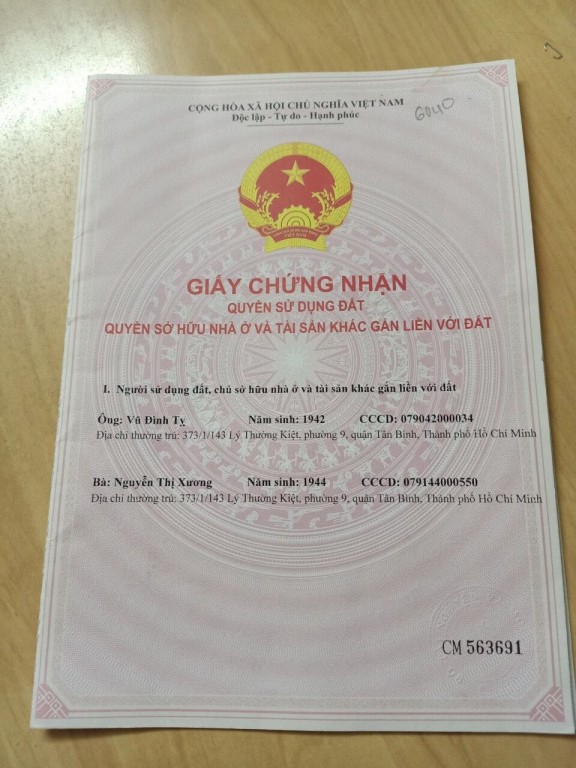 CỘNG HÒA XÃ HỘI CHỦ NGHĨA VIỆT NAM
Độc lập - Tự do - Hạnh phúc
6040
GIẤY CHỨNG NHẬN
QUYỀN SỬ DỤNG ĐẤT
QUYỀN SỞ HỮU NHÀ Ở VÀ TÀI SẢN KHÁC GẮN LIỀN VỚI ĐẤT
I. Người sử dụng đất, chủ sở hữu nhà ở và tài sản khác gắn liền với đất
Ông: Vũ Đình Tỵ Năm sinh: 1942 CCCD: 079042000034
Địa chỉ thường trú: 373/1/143 Lý Thường Kiệt, phường 9, quận Tân Bình, Thành phố Hồ Chí Minh
Bà: Nguyễn Thị Xương Năm sinh: 1944 CCCD: 079144000550
Địa chỉ thường trú: 373/1/143 Lý Thường Kiệt, phường 9, quận Tân Bình, Thành phố Hồ Chí Minh
CM 563691